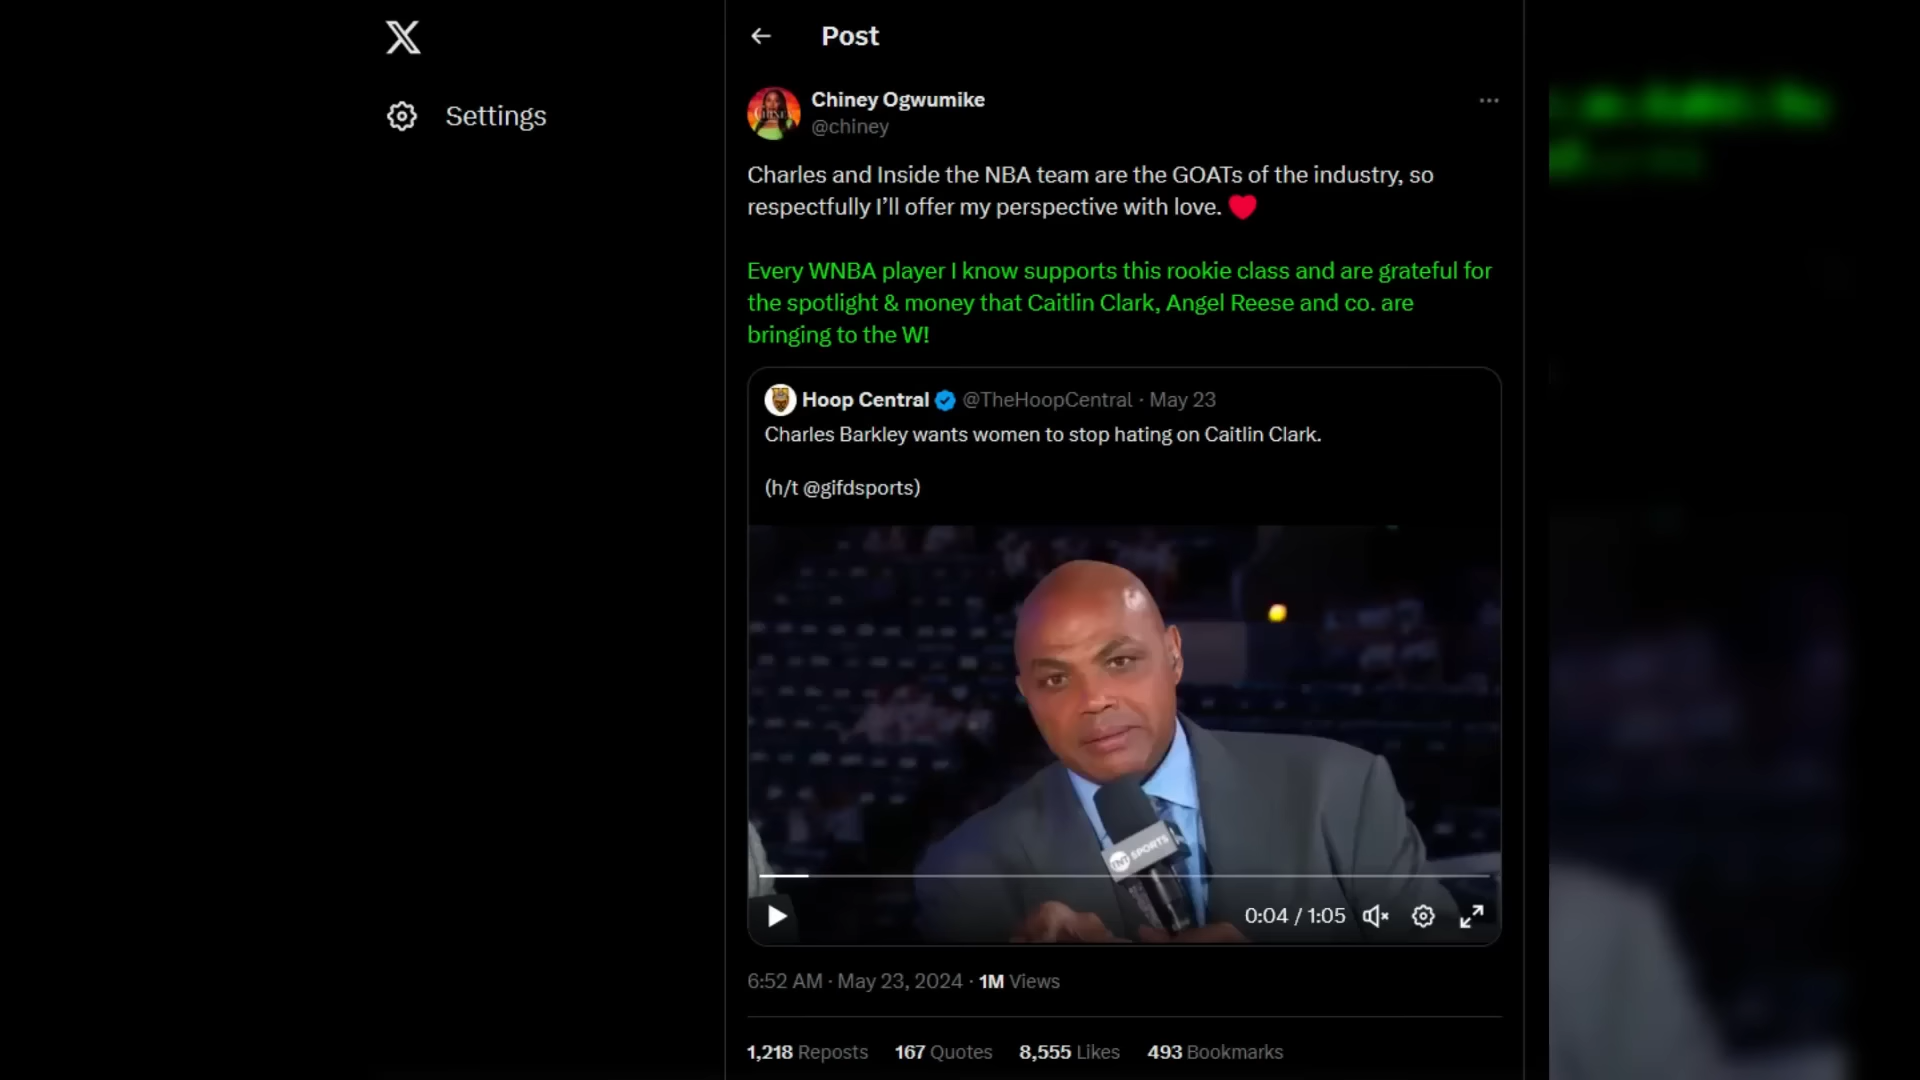 X
Settings
Post
Chiney Ogwumike
@chiney
Charles and Inside the NBA team are the GOATs of the industry, so
respectfully I’ll offer my perspective with love. ❤️
Every WNBA player I know supports this rookie class and are grateful for
the spotlight & money that Caitlin Clark, Angel Reese and co. are
bringing to the W!
Hoop Central @TheHoopCentral · May 23
Charles Barkley wants women to stop hating on Caitlin Clark.
(h/t @gifdsports)
TNT SPORTS
0:04 / 1:05
6:52 AM · May 23, 2024 · 1M Views
1,218 Reposts 167 Quotes 8,555 Likes 493 Bookmarks